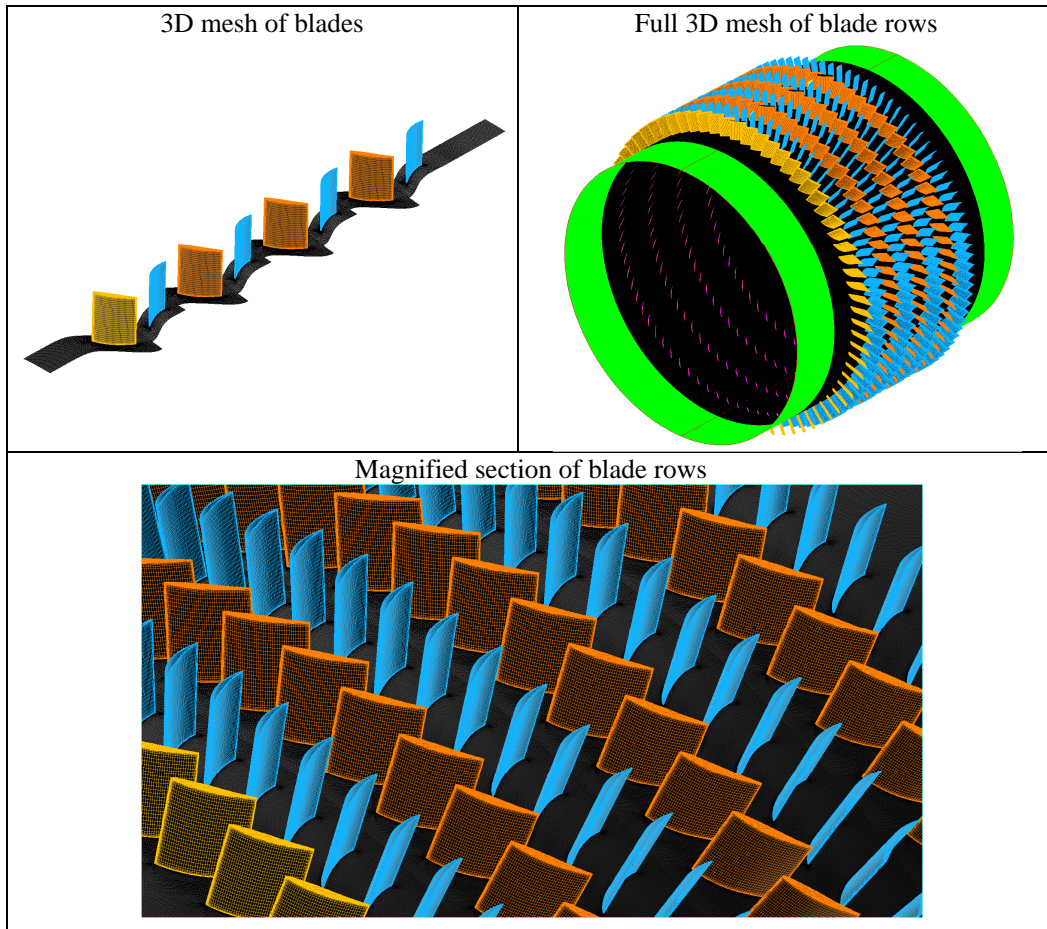 3D mesh of blades
Full 3D mesh of blade rows
Magnified section of blade rows